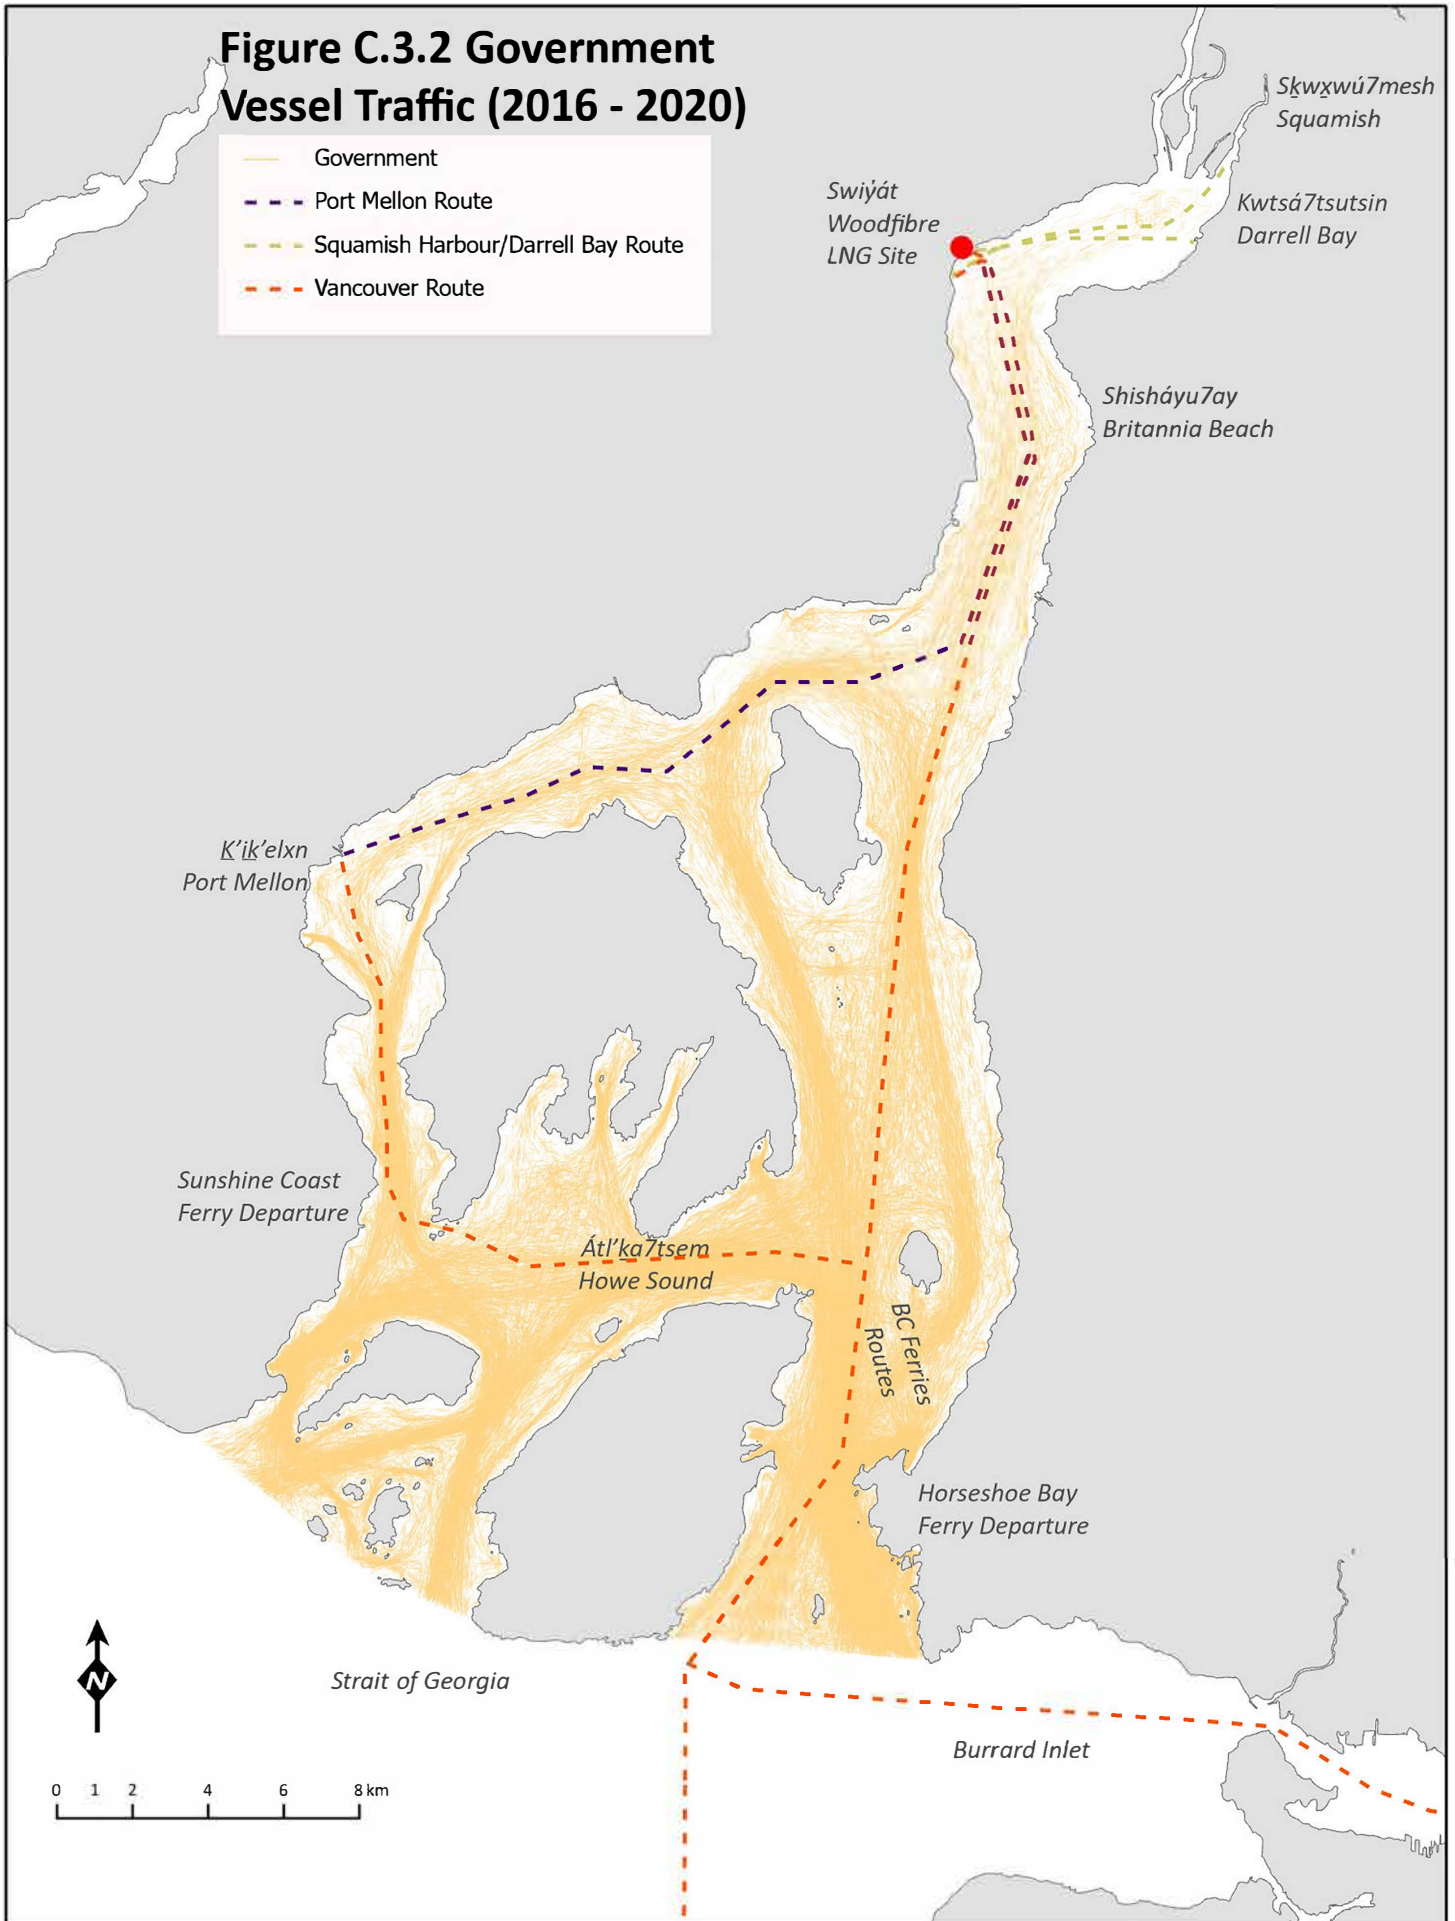 Figure C.3.2 Government
Vessel Traffic (2016 - 2020)
Government
Port Mellon Route
Squamish Harbour/Darrell Bay Route
Vancouver Route
Sḵwx̱wú7mesh
Squamish
Swiy̓át
Woodfibre
LNG Site
Kwtsá7tsutsin
Darrell Bay
Shisháyu7ay
Britannia Beach
Ḵ’iḵ’elxn
Port Mellon
Sunshine Coast
Ferry Departure
Átl’ḵa7tsem
Howe Sound
BC Ferries
Routes
Horseshoe Bay
Ferry Departure
Strait of Georgia
Burrard Inlet
N
0 1 2 4 6 8 km